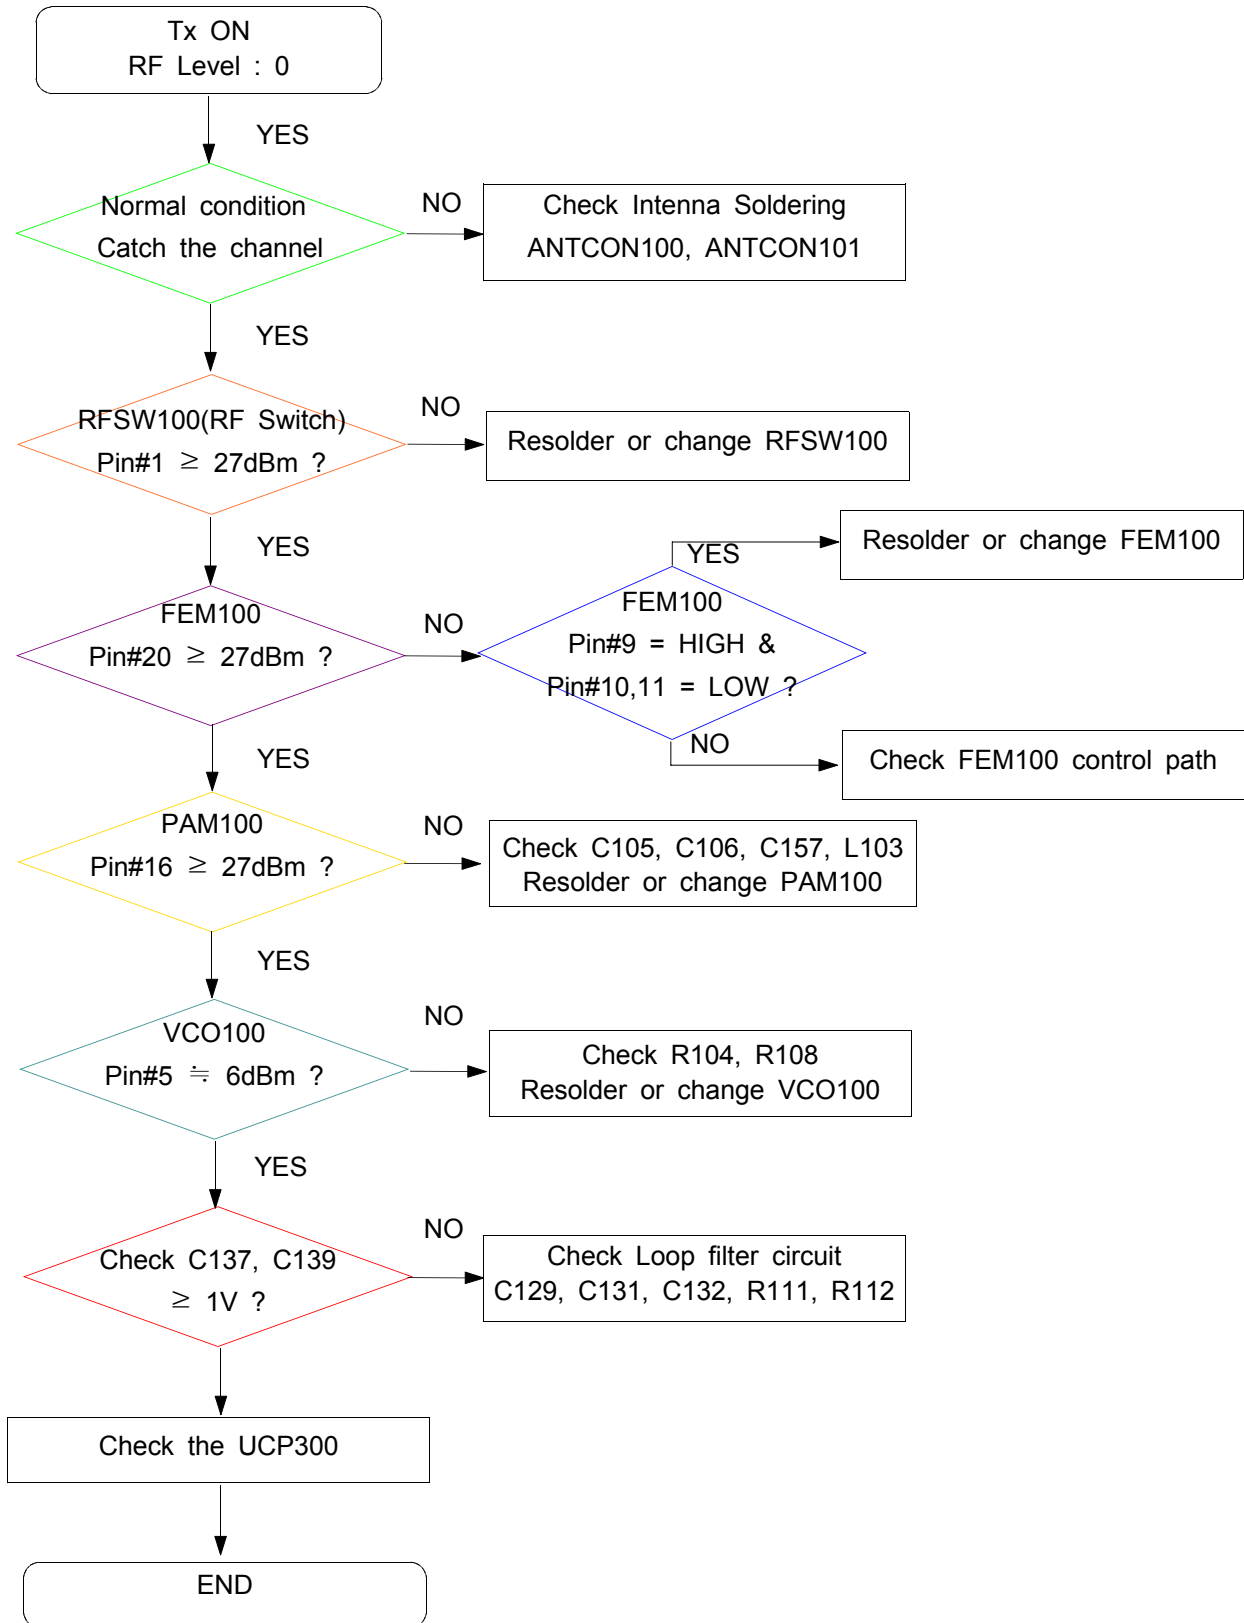 Tx ON
RF Level : 0
YES
Normal condition
Catch the channel
NO
Check Intenna Soldering
ANTCON100, ANTCON101
YES
RFSW100(RF Switch)
Pin#1 ≥ 27dBm ?
NO
Resolder or change RFSW100
YES
FEM100
Pin#20 ≥ 27dBm ?
NO
FEM100
Pin#9 = HIGH &
Pin#10,11 = LOW ?
YES
Resolder or change FEM100
NO
Check FEM100 control path
YES
PAM100
Pin#16 ≥ 27dBm ?
NO
Check C105, C106, C157, L103
Resolder or change PAM100
YES
VCO100
Pin#5 ≒ 6dBm ?
NO
Check R104, R108
Resolder or change VCO100
YES
Check C137, C139
≥ 1V ?
NO
Check Loop filter circuit
C129, C131, C132, R111, R112
Check the UCP300
END